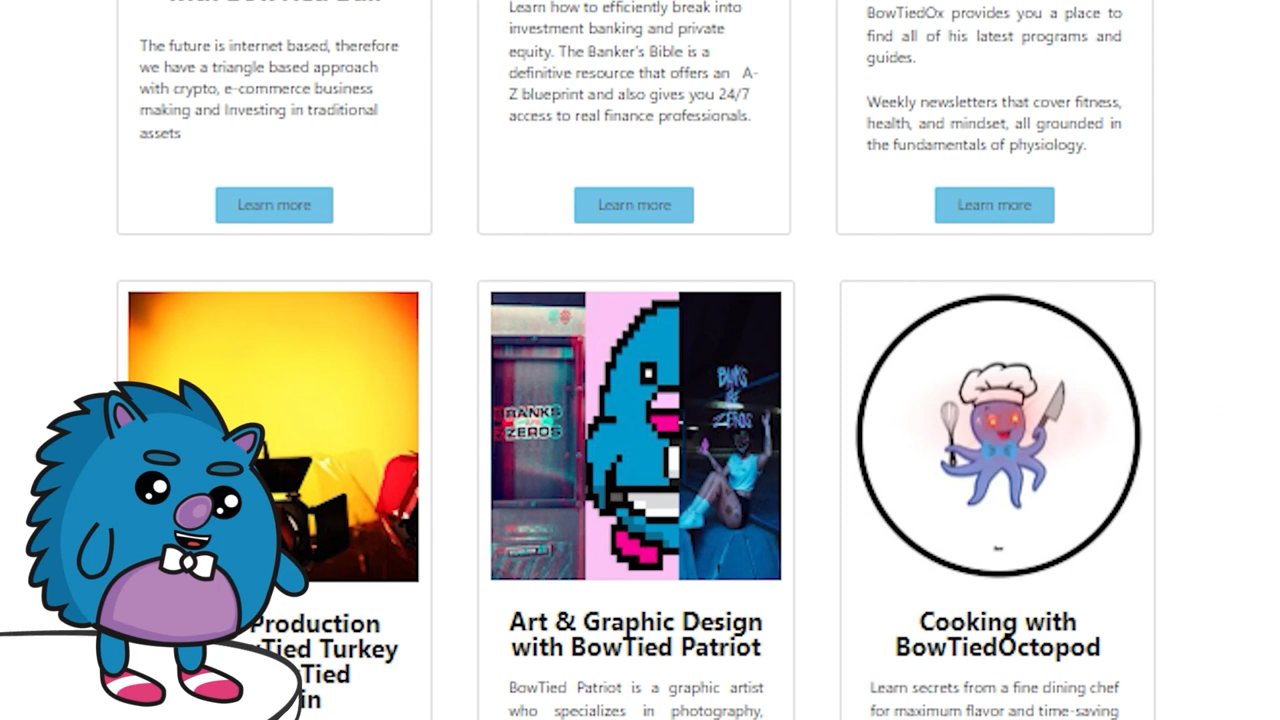 The future is internet based, therefore
we have a triangle based approach
with crypto, e-commerce business
making and Investing in traditional
assets
Learn more
Learn how to efficiently break into
investment banking and private
equity. The Banker's Bible is a
definitive resource that offers an A-
Z blueprint and also gives you 24/7
access to real finance professionals.
Learn more
BowTiedOx provides you a place to
find all of his latest programs and
guides.
Weekly newsletters that cover fitness,
health, and mindset, all grounded in
the fundamentals of physiology.
Learn more
Production
Tied Turkey
Tied
in
BRANKS
ZEROS
ZEROS
Art & Graphic Design
with BowTied Patriot
BowTied Patriot is a graphic artist
who specializes in photography,
Cooking with
BowTiedOctopod
Learn secrets from a fine dining chef
for maximum flavor and time-saving